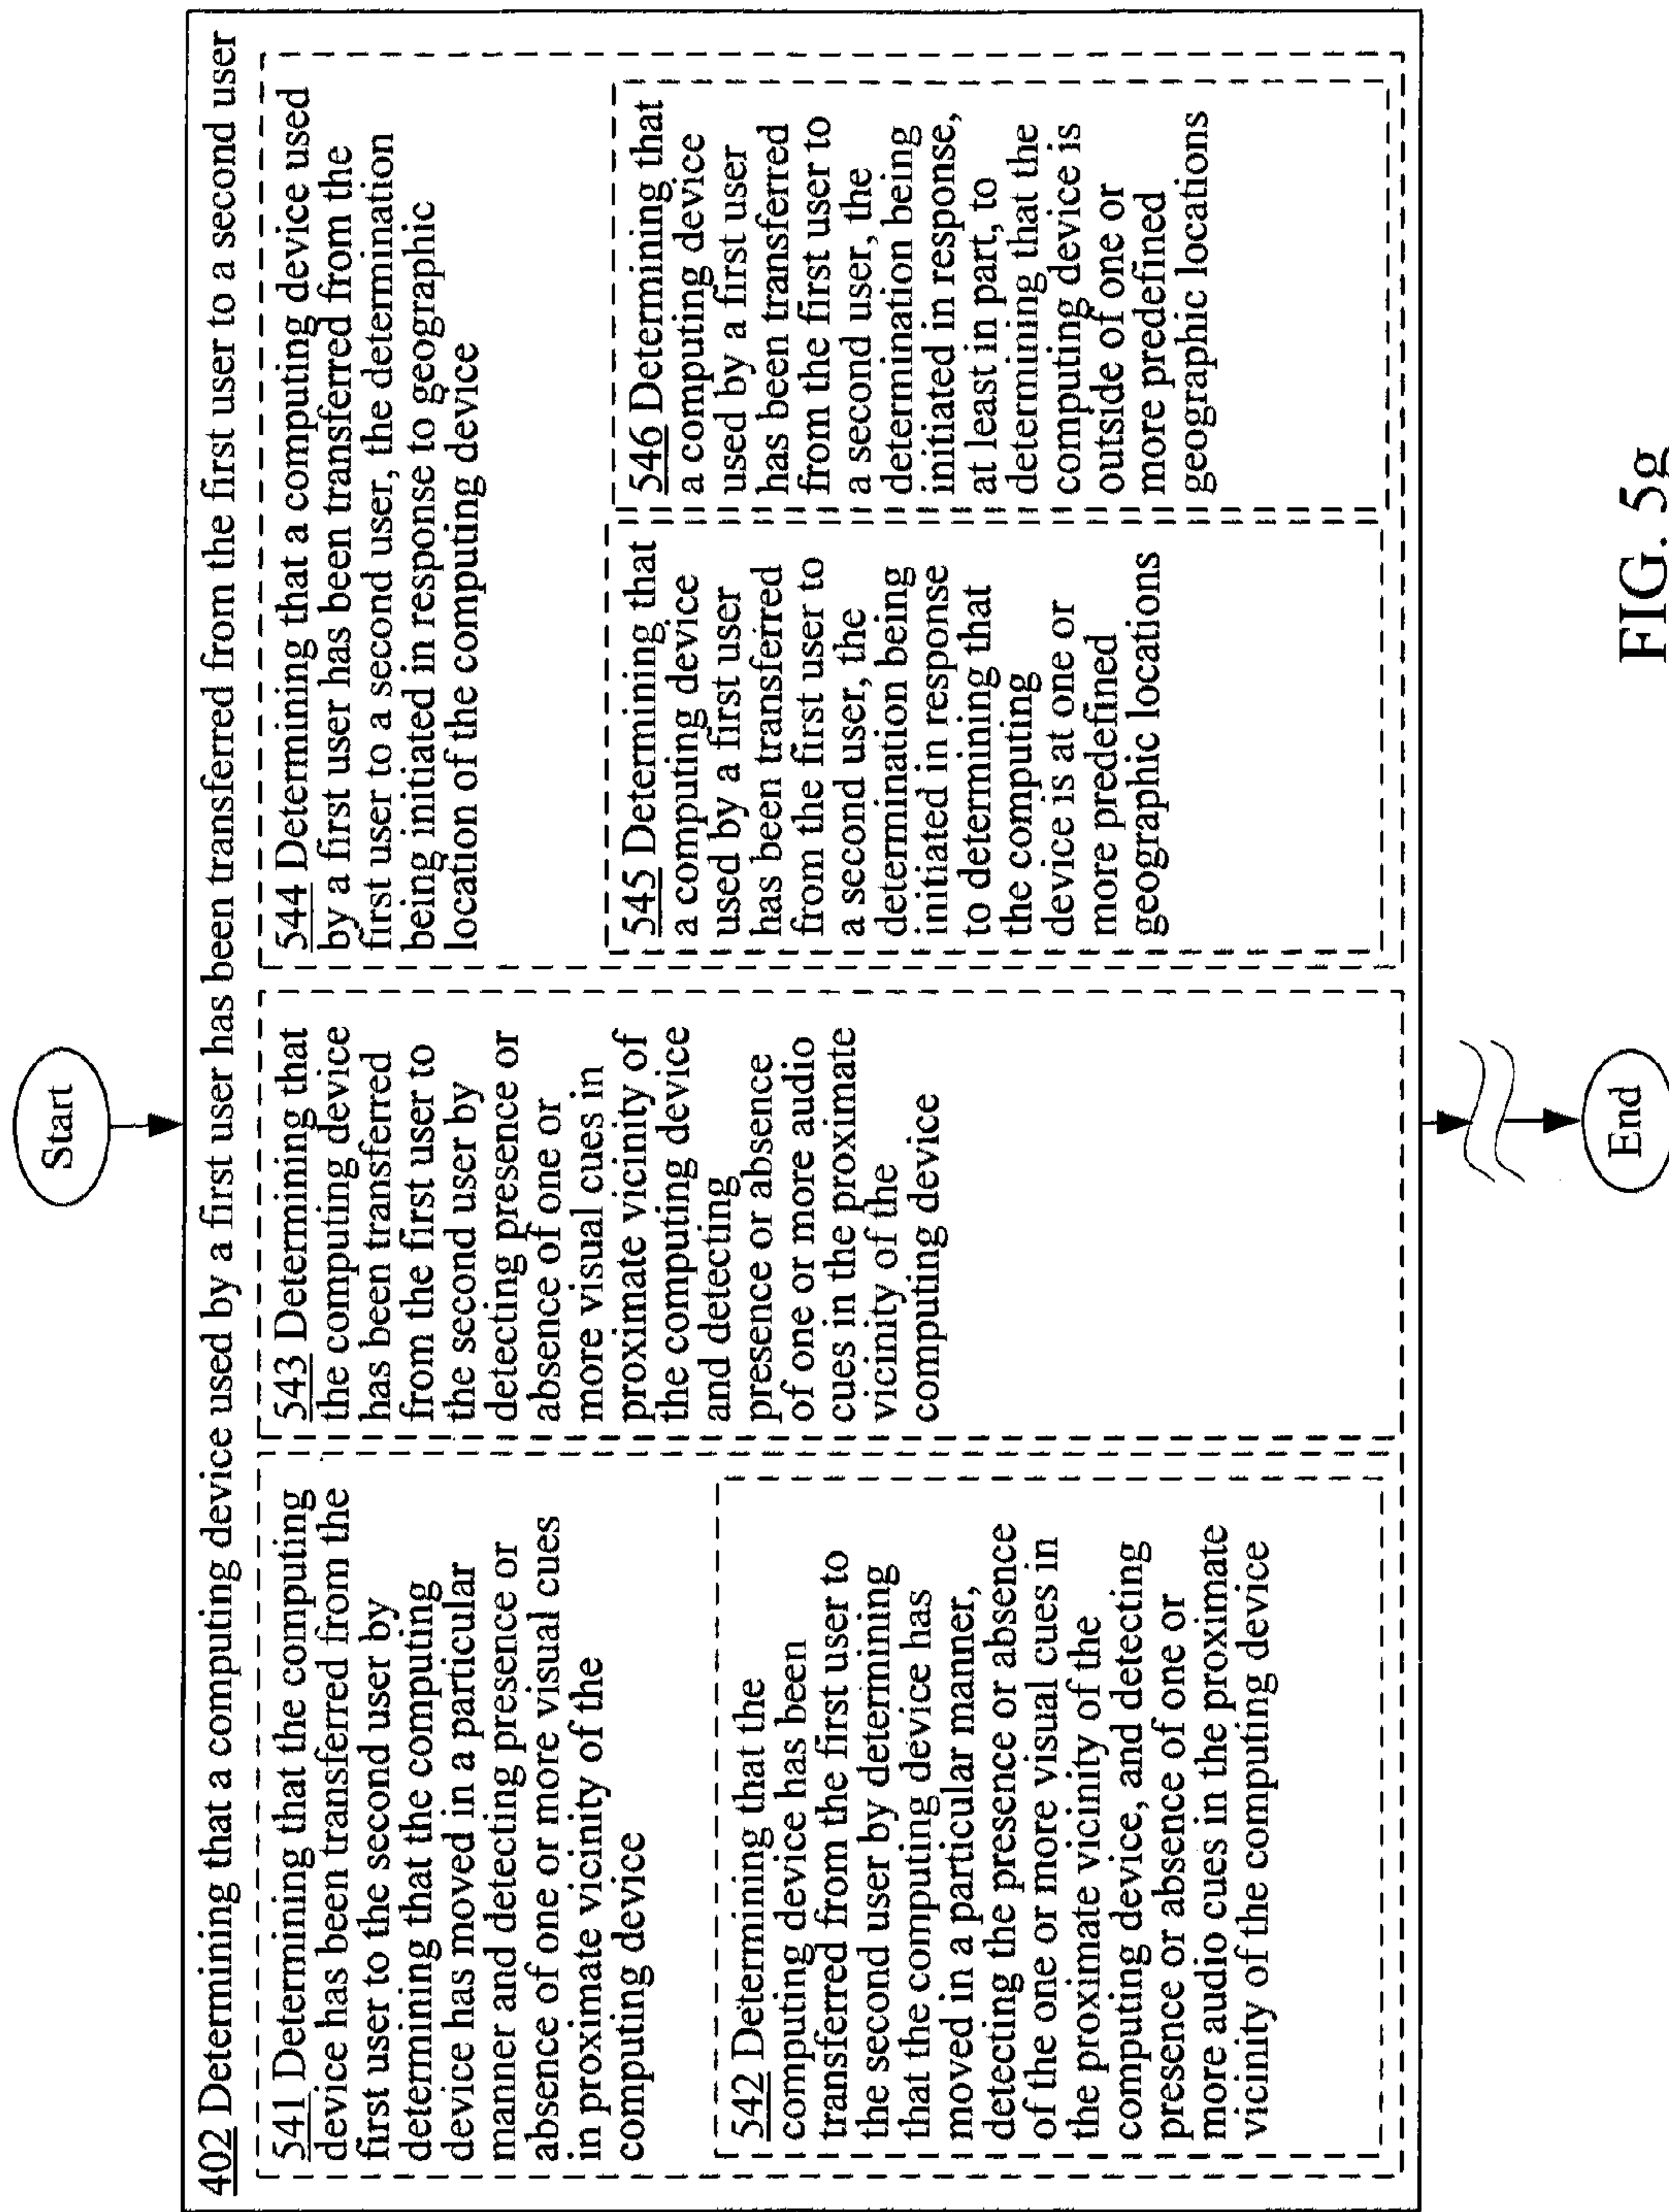 Start
402 Determining that a computing device used by a first user has been transferred from the first user to a second user
541 Determining that the computing
device has been transferred from the
first user to the second user by
determining that the computing
device has moved in a particular
manner and detecting presence or
absence of one or more visual cues
in proximate vicinity of the
computing device
542 Determining that the
computing device has been
transferred from the first user to
the second user by determining
that the computing device has
moved in a particular manner,
detecting the presence or absence
of the one or more visual cues in
the proximate vicinity of the
computing device, and detecting
presence or absence of one or
more audio cues in the proximate
vicinity of the computing device
543 Determining that
the computing device
has been transferred
from the first user to
the second user by
detecting presence or
absence of one or
more visual cues in
proximate vicinity of
the computing device
and detecting
presence or absence
of one or more audio
cues in the proximate
vicinity of the
computing device
544 Determining that a computing device used
by a first user has been transferred from the
first user to a second user, the determination
being initiated in response to geographic
location of the computing device
545 Determining that
a computing device
used by a first user
has been transferred
from the first user to
a second user, the
determination being
initiated in response
to determining that
the computing
device is at one or
more predefined
geographic locations
546 Determining that
a computing device
used by a first user
has been transferred
from the first user to
a second user, the
determination being
initiated in response,
at least in part, to
determining that the
computing device is
outside of one or
more predefined
geographic locations
End
FIG. 5g